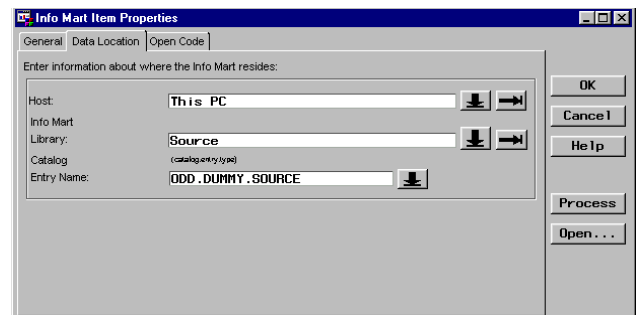 Info Mart Item Properties
General Data Location Open Code
Enter information about where the Info Mart resides:
Host: This PC
Info Mart
Library: Source
Catalog (catalog.entry.type)
Entry Name: ODD.DUMMY.SOURCE
OK
Cancel
Help
Process
Open...